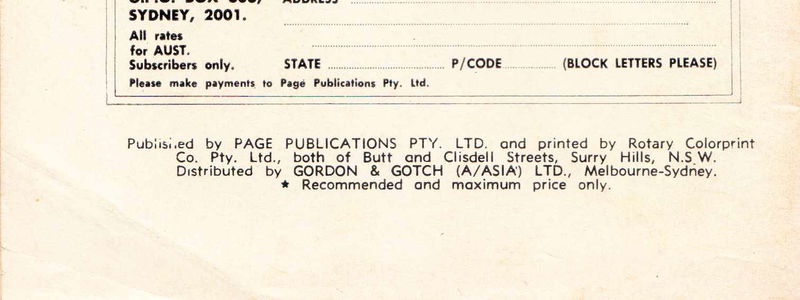 SYDNEY, 2001.
All rates
for AUST.
Subscribers only. STATE P/CODE (BLOCK LETTERS PLEASE)
Please make payments to Page Publications Pty. Ltd.
Published by PAGE PUBLICATIONS PTY. LTD. and printed by Rotary Colorprint
Co. Pty. Ltd., both of Butt and Clisdell Streets, Surry Hills, N.S.W.
Distributed by GORDON & GOTCH (A/ASIA) LTD., Melbourne-Sydney.
★ Recommended and maximum price only.